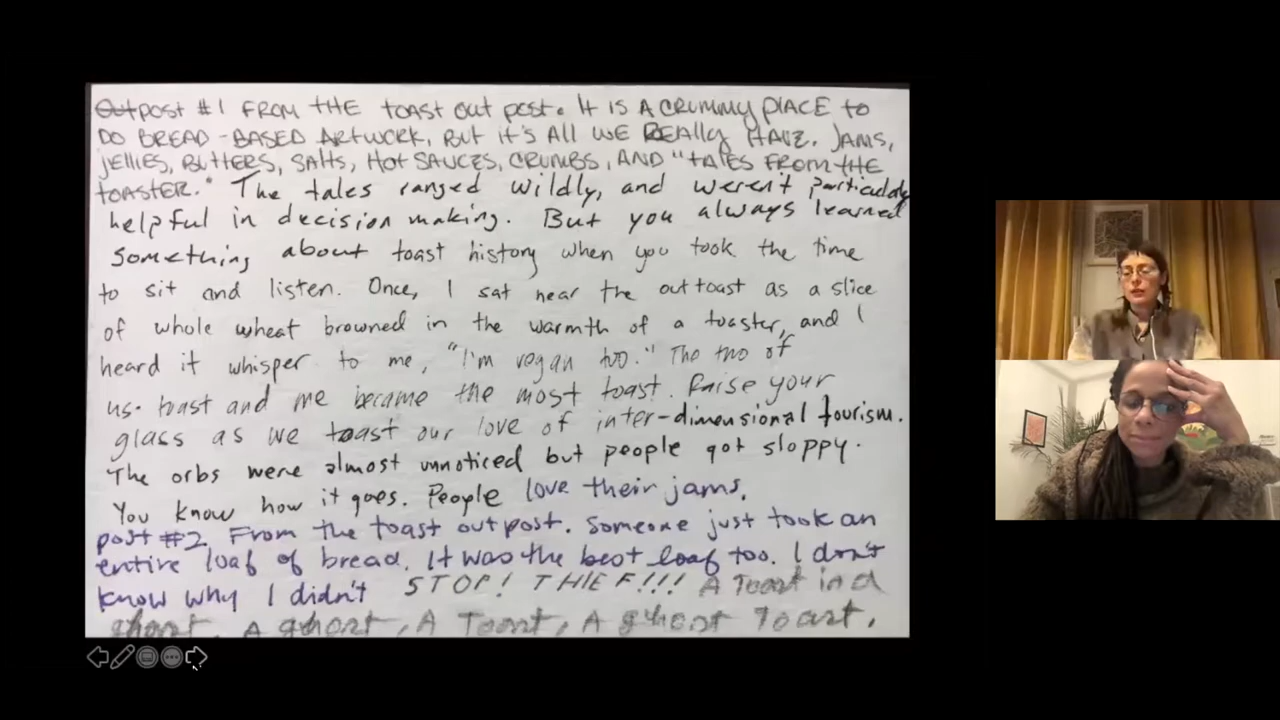 Outpost #1 FROM THE TOAST OUT POST. IT IS A CRUMMY PLACE TO
DO BREAD-BASED ARTWORK, BUT IT'S ALL WE REALLY HAVE. JAMS,
JELLIES, BUTTERS, SALTS, HOT SAUCES, CRUMBS, AND "TALES FROM THE
TOASTER." The tales ranged wildly, and weren't particularly
helpful in decision making. But you always learned
something about toast history when you took the time
to sit and listen. Once, I sat near the outtoast as a slice
of whole wheat browned in the warmth of a toaster, and I
heard it whisper to me, "I'm vegan too." The two of
us - toast and me became the most toast. Raise your
glass as we toast our love of inter-dimensional tourism.
The orbs were almost unnoticed but people got sloppy.
You know how it goes. People love their jams.
post #2 From the toast outpost. Someone just took an
entire loaf of bread. It was the best loaf too. I don't
know why I didn't STOP! THIEF!!! A Toast in a
ghost, A ghost, A Toast, A ghost Toast.